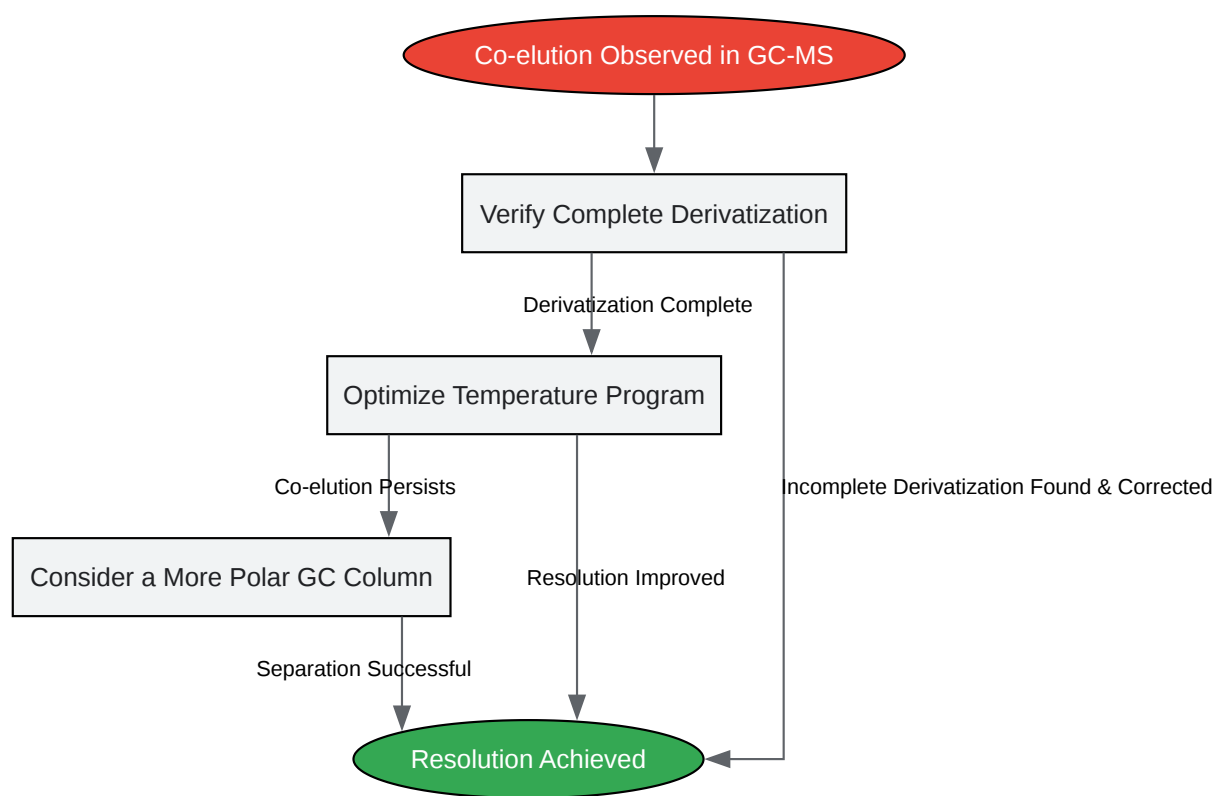 Co-elution Observed in GC-MS
Verify Complete Derivatization
Derivatization Complete
Optimize Temperature Program
Co-elution Persists
Incomplete Derivatization Found & Corrected
Consider a More Polar GC Column
Resolution Improved
Separation Successful
Resolution Achieved